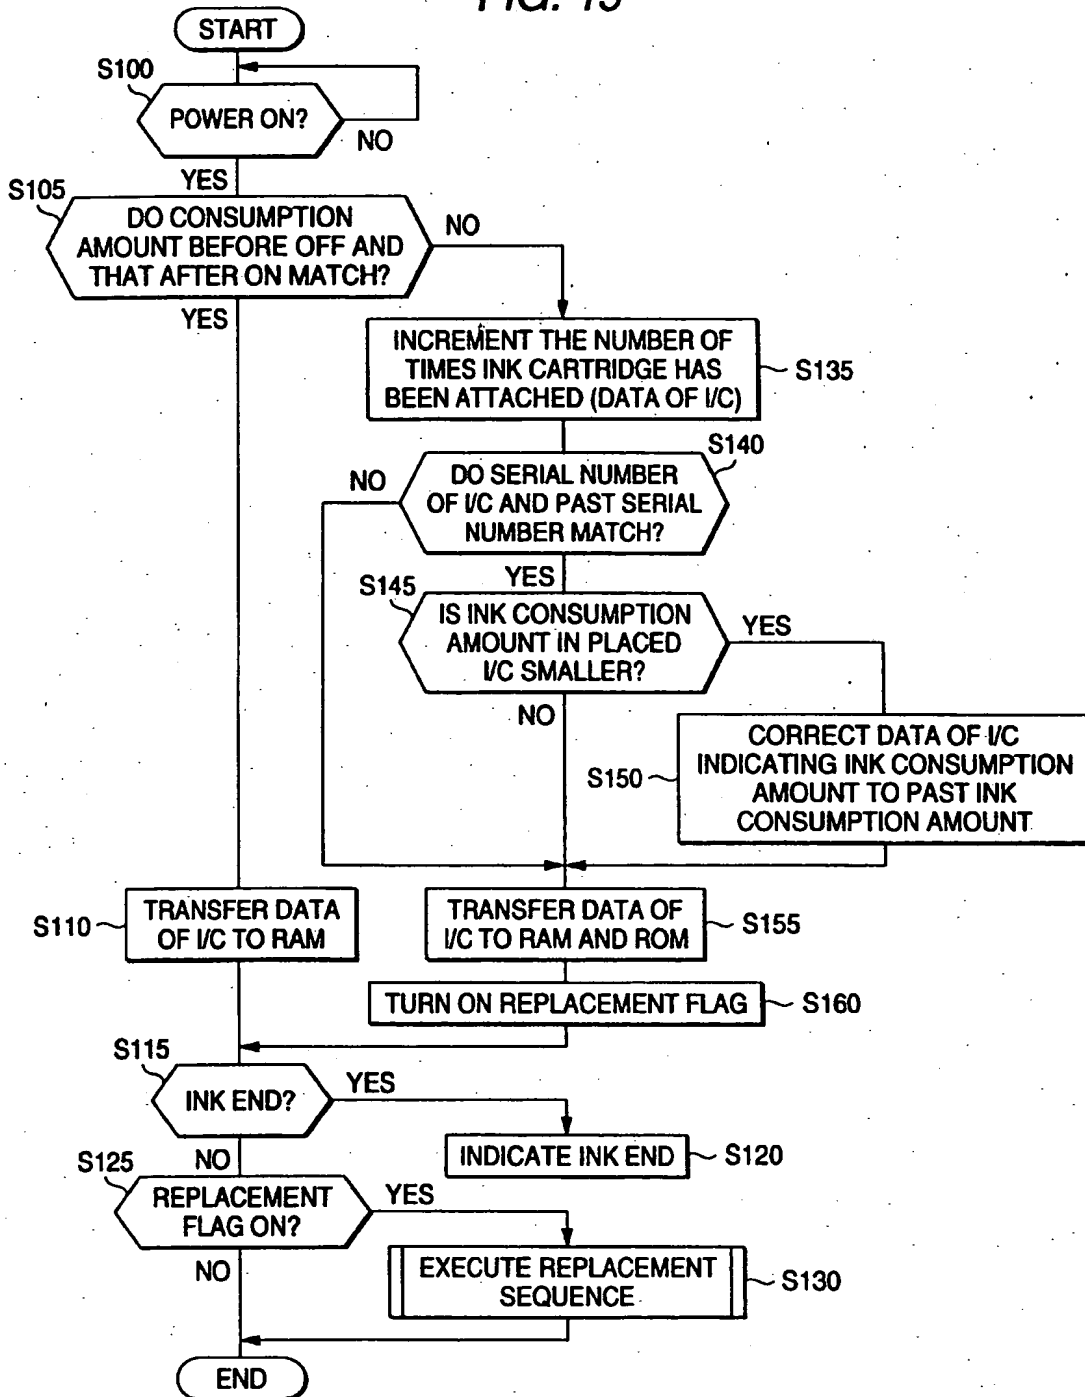 FIG. 13
START
S100
POWER ON?
NO
YES
S105
DO CONSUMPTION
AMOUNT BEFORE OFF AND
THAT AFTER ON MATCH?
NO
YES
INCREMENT THE NUMBER OF
TIMES INK CARTRIDGE HAS
BEEN ATTACHED (DATA OF I/C)
S135
S140
DO SERIAL NUMBER
OF I/C AND PAST SERIAL
NUMBER MATCH?
NO
YES
S145
IS INK CONSUMPTION
AMOUNT IN PLACED
I/C SMALLER?
YES
NO
S150
CORRECT DATA OF I/C
INDICATING INK CONSUMPTION
AMOUNT TO PAST INK
CONSUMPTION AMOUNT
S110
TRANSFER DATA
OF I/C TO RAM
TRANSFER DATA OF
I/C TO RAM AND ROM
S155
TURN ON REPLACEMENT FLAG
S160
S115
INK END?
YES
NO
INDICATE INK END
S120
S125
REPLACEMENT
FLAG ON?
YES
NO
EXECUTE REPLACEMENT
SEQUENCE
S130
END